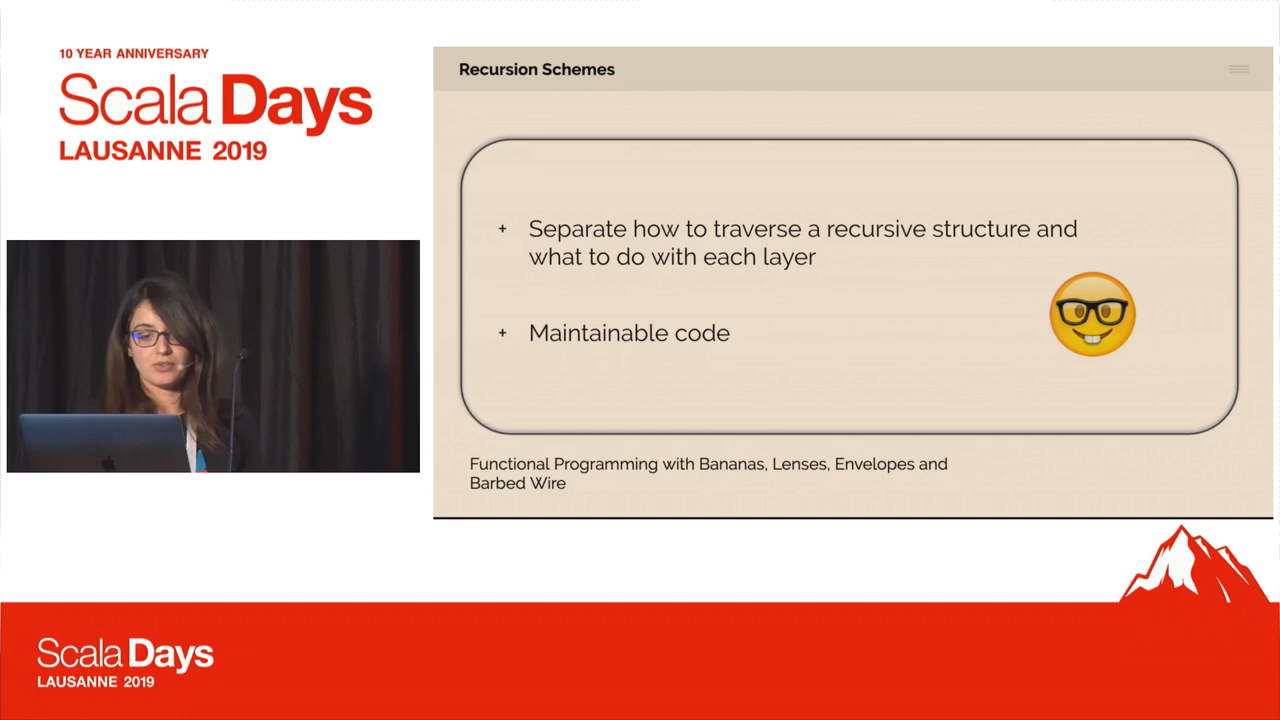 10 YEAR ANNIVERSARY
Scala Days
LAUSANNE 2019
Recursion Schemes
+ Separate how to traverse a recursive structure and
what to do with each layer
+ Maintainable code
Functional Programming with Bananas, Lenses, Envelopes and
Barbed Wire
Scala Days
LAUSANNE 2019